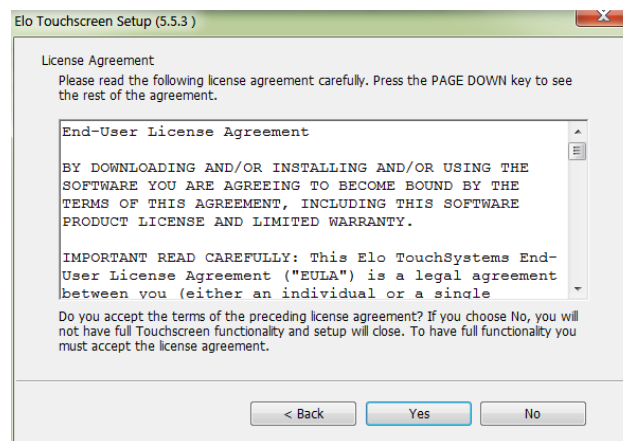 Elo Touchscreen Setup (5.5.3 )
License Agreement
Please read the following license agreement carefully. Press the PAGE DOWN key to see
the rest of the agreement.
End-User License Agreement
BY DOWNLOADING AND/OR INSTALLING AND/OR USING THE
SOFTWARE YOU ARE AGREEING TO BECOME BOUND BY THE
TERMS OF THIS AGREEMENT, INCLUDING THIS SOFTWARE
PRODUCT LICENSE AND LIMITED WARRANTY.
IMPORTANT READ CAREFULLY: This Elo TouchSystems End-
User License Agreement ("EULA") is a legal agreement
between you (either an individual or a single
Do you accept the terms of the preceding license agreement? If you choose No, you will
not have full Touchscreen functionality and setup will close. To have full functionality you
must accept the license agreement.
< Back Yes No